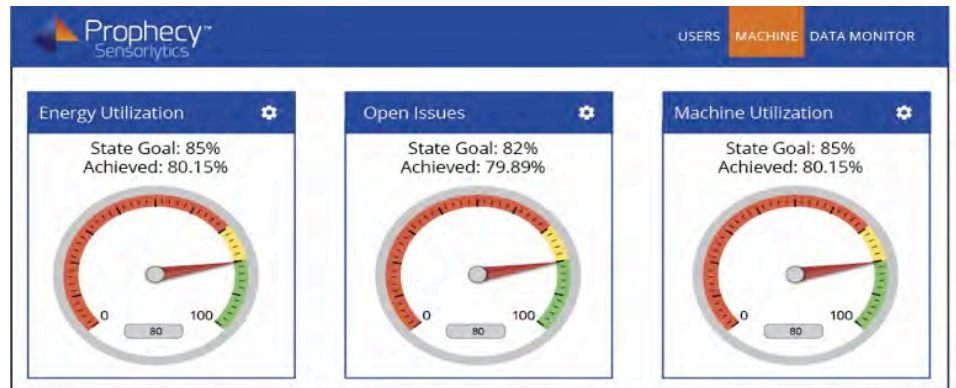 Prophecy™
Sensoriytics
USERS MACHINE DATA MONITOR
Energy Utilization
State Goal: 85%
Achieved: 80.15%
0
100
80
Open Issues
State Goal: 82%
Achieved: 79.89%
0
100
80
Machine Utilization
State Goal: 85%
Achieved: 80.15%
0
100
80